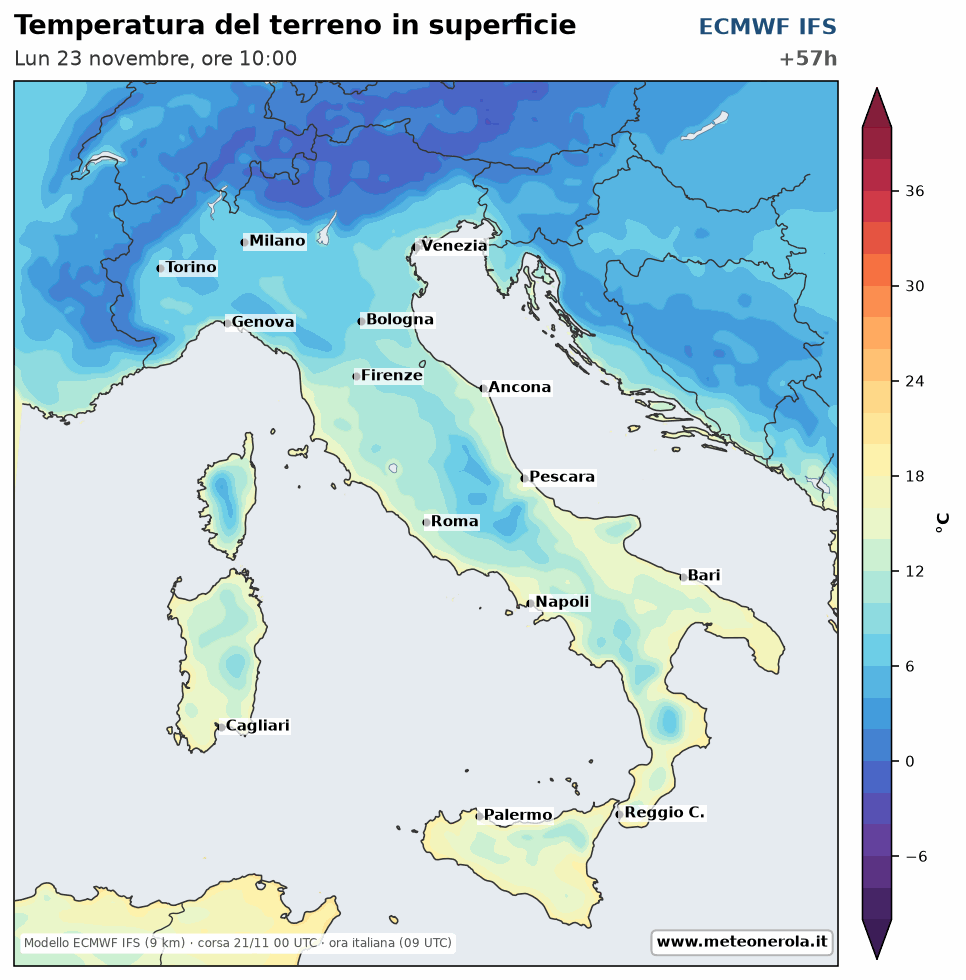 Temperatura del terreno in superficie
ECMWF IFS
Lun 23 novembre, ore 10:00
+57h
Milano
Venezia
Torino
Genova
Bologna
Firenze
Ancona
Pescara
Roma
Bari
Napoli
Cagliari
Palermo
Reggio C.
36
30
24
18
12
6
0
−6
°C
Modello ECMWF IFS (9 km) · corsa 21/11 00 UTC · ora italiana (09 UTC)
www.meteonerola.it